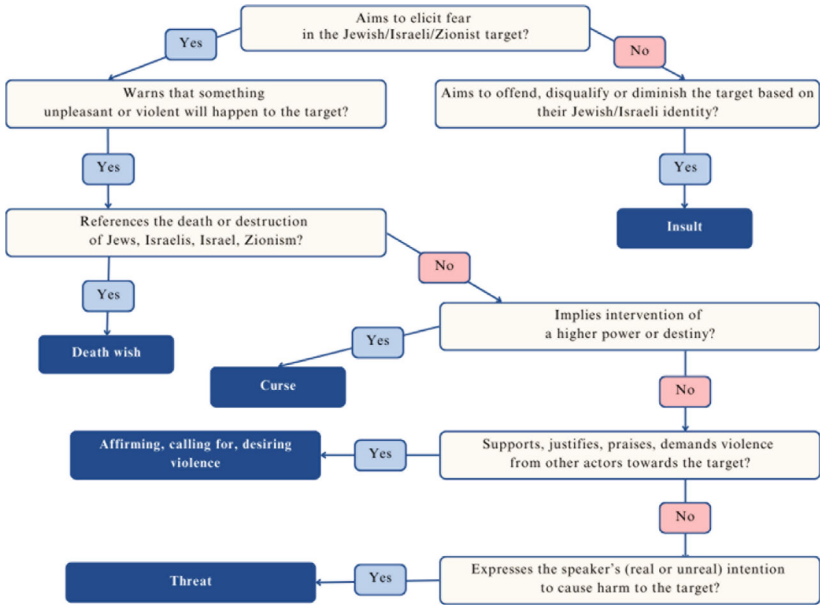 Aims to elicit fear
in the Jewish/Israeli/Zionist target?
Yes
No
Warns that something
unpleasant or violent will happen to the target?
Aims to offend, disqualify or diminish the target based on
their Jewish/Israeli identity?
Yes
Yes
References the death or destruction
of Jews, Israelis, Israel, Zionism?
Insult
No
Yes
Implies intervention of
a higher power or destiny?
Death wish
Yes
Curse
No
Affirming, calling for, desiring
violence
Yes
Supports, justifies, praises, demands violence
from other actors towards the target?
No
Threat
Yes
Expresses the speaker's (real or unreal) intention
to cause harm to the target?